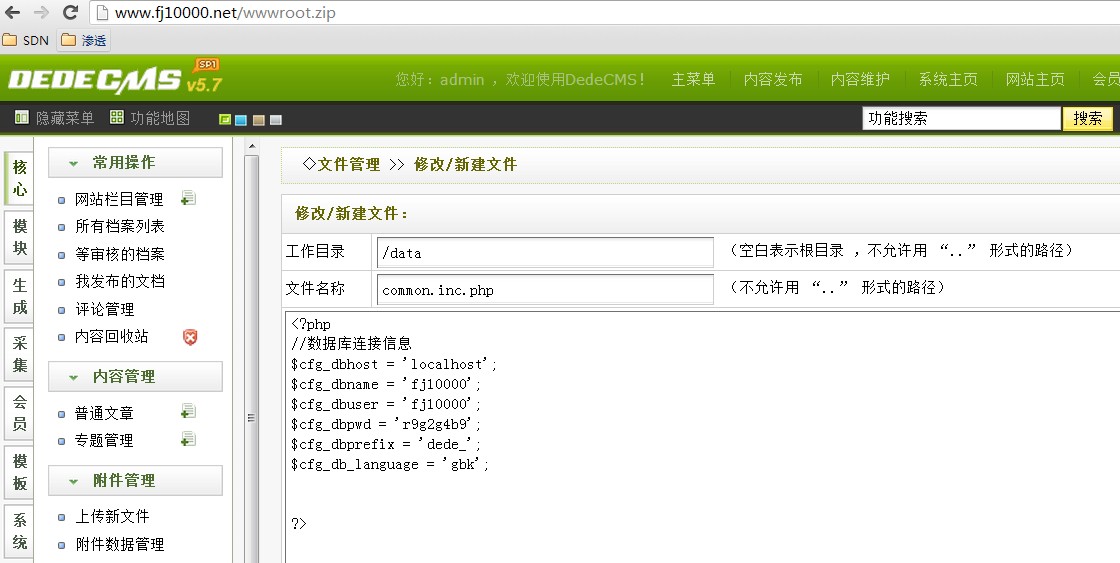 www.fj10000.net/wwwroot.zip
SDN 渗透
DEDECMS v5.7 SP1
您好：admin ，欢迎使用DedeCMS！ 主菜单 内容发布 内容维护 系统主页 网站主页 会员
隐藏菜单 功能地图 功能搜索 搜索
核心
模块
生成
采集
会员
模板
系统
常用操作
网站栏目管理
所有档案列表
等审核的档案
我发布的文档
评论管理
内容回收站
内容管理
普通文章
专题管理
附件管理
上传新文件
附件数据管理
◇文件管理 >> 修改/新建文件
修改/新建文件：
工作目录 /data （空白表示根目录 ，不允许用 “..” 形式的路径）
文件名称 common.inc.php （不允许用 “..” 形式的路径）
<?php
//数据库连接信息
$cfg_dbhost = 'localhost';
$cfg_dbname = 'fj10000';
$cfg_dbuser = 'fj10000';
$cfg_dbpwd = 'r9g2g4b9';
$cfg_dbprefix = 'dede_';
$cfg_db_language = 'gbk';
?>